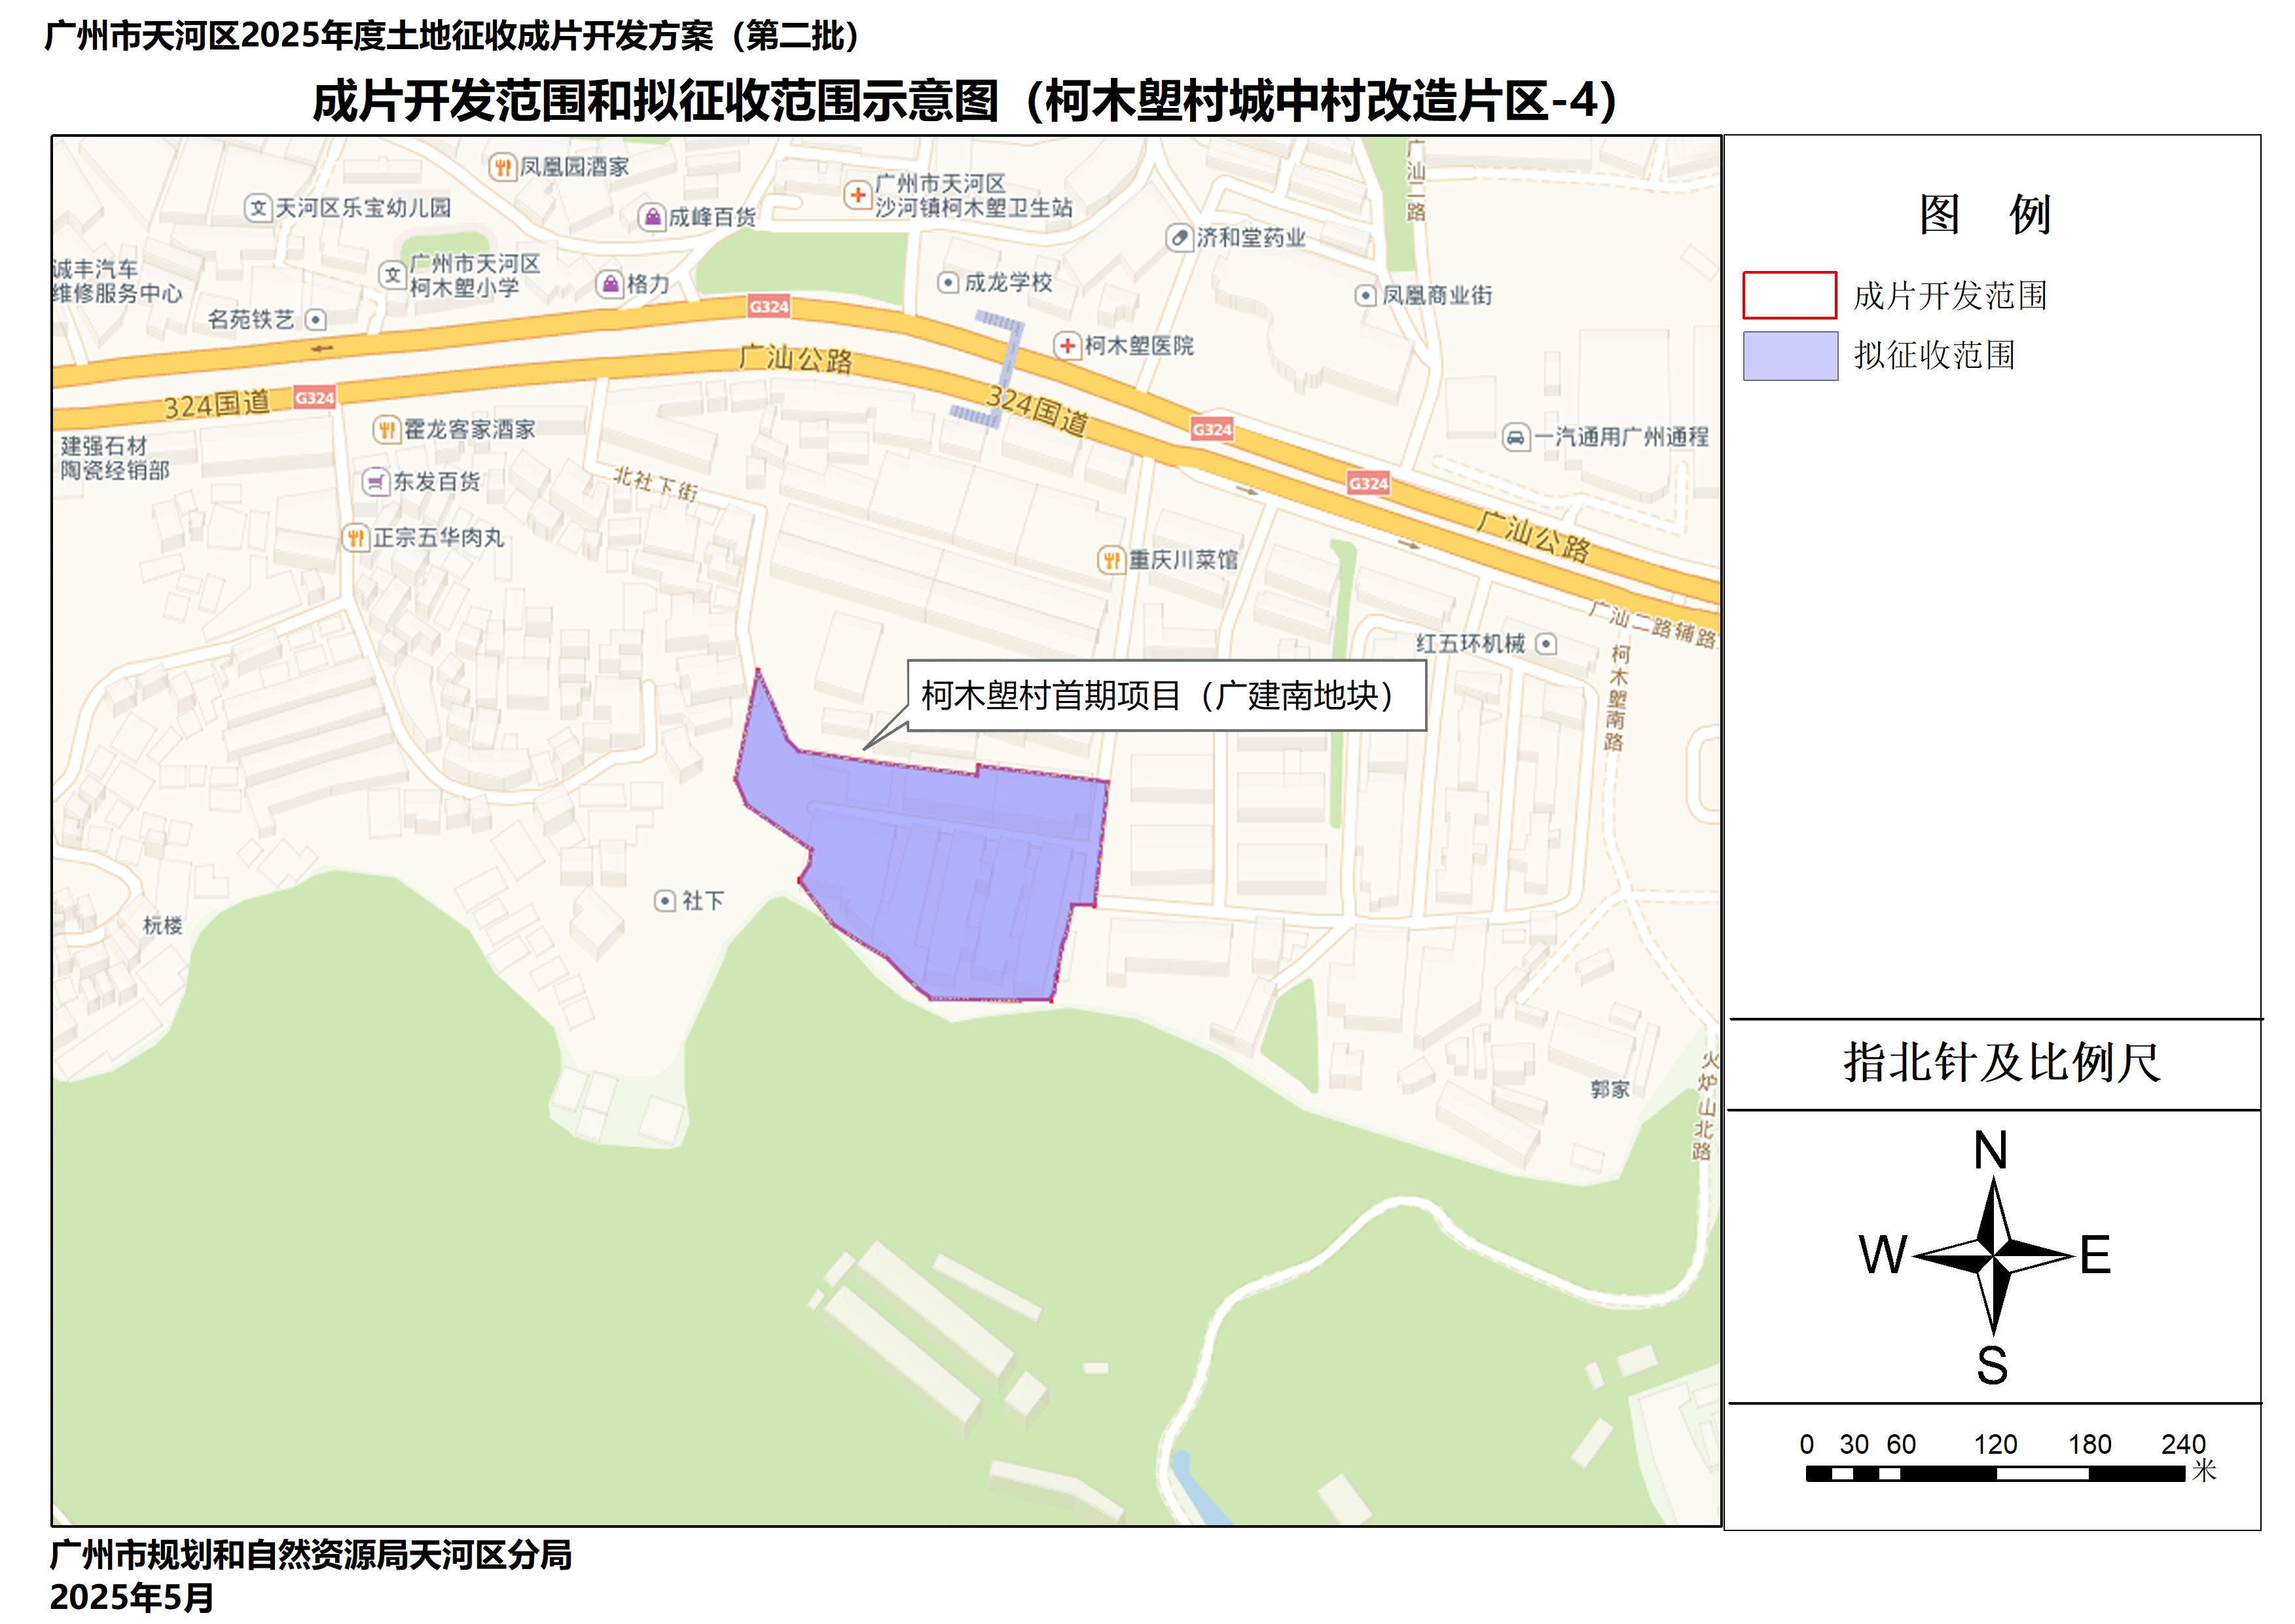 广州市天河区2025年度土地征收成片开发方案（第二批）
成片开发范围和拟征收范围示意图（柯木塱村城中村改造片区-4）
凤凰园酒家
天河区乐宝幼儿园
成峰百货
广州市天河区
沙河镇柯木塱卫生站
广汕二路
济和堂药业
诚丰汽车
维修服务中心
广州市天河区
柯木塱小学
格力
成龙学校
凤凰商业街
名苑铁艺
G324
柯木塱医院
广汕公路
324国道
G324
324国道
G324
霍龙客家酒家
建强石材
陶瓷经销部
一汽通用广州通程
东发百货
北社下街
G324
正宗五华肉丸
广汕公路
重庆川菜馆
广汕二路辅路
红五环机械
柯木塱南路
柯木塱村首期项目（广建南地块）
社下
杬楼
郭家
火炉山北路
图 例
成片开发范围
拟征收范围
指北针及比例尺
N
W
E
S
0 30 60 120 180 240
米
广州市规划和自然资源局天河区分局
2025年5月